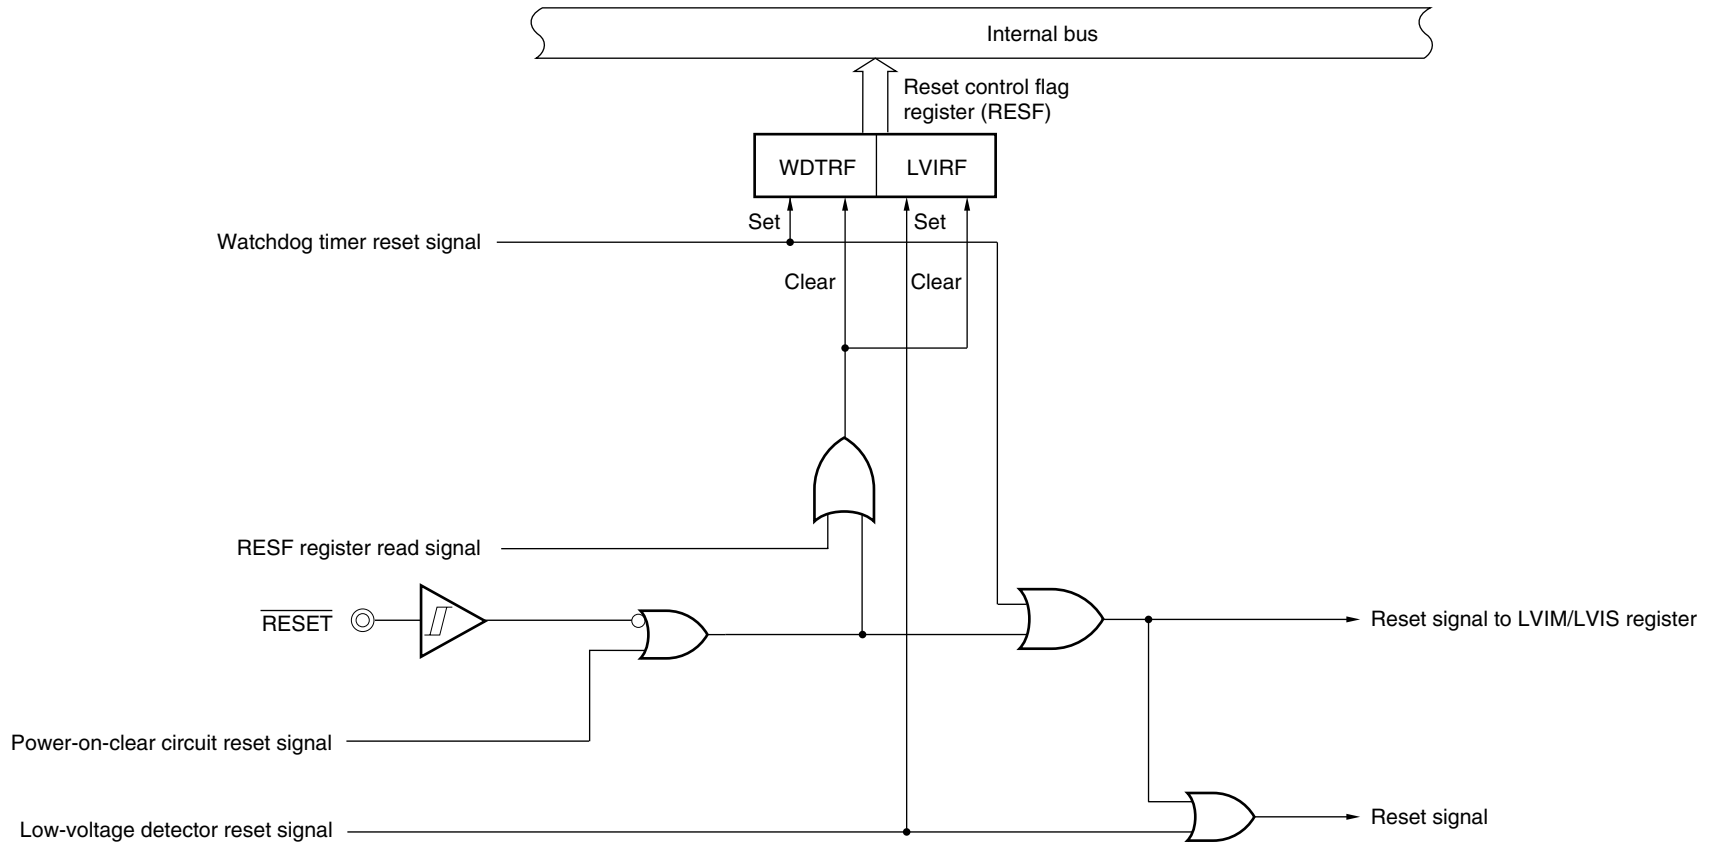 Internal bus
Reset control flag
register (RESF)
WDTRF
LVIRF
Set
Set
Watchdog timer reset signal
Clear
Clear
RESF register read signal
RESET
Reset signal to LVIM/LVIS register
Power-on-clear circuit reset signal
Low-voltage detector reset signal
Reset signal